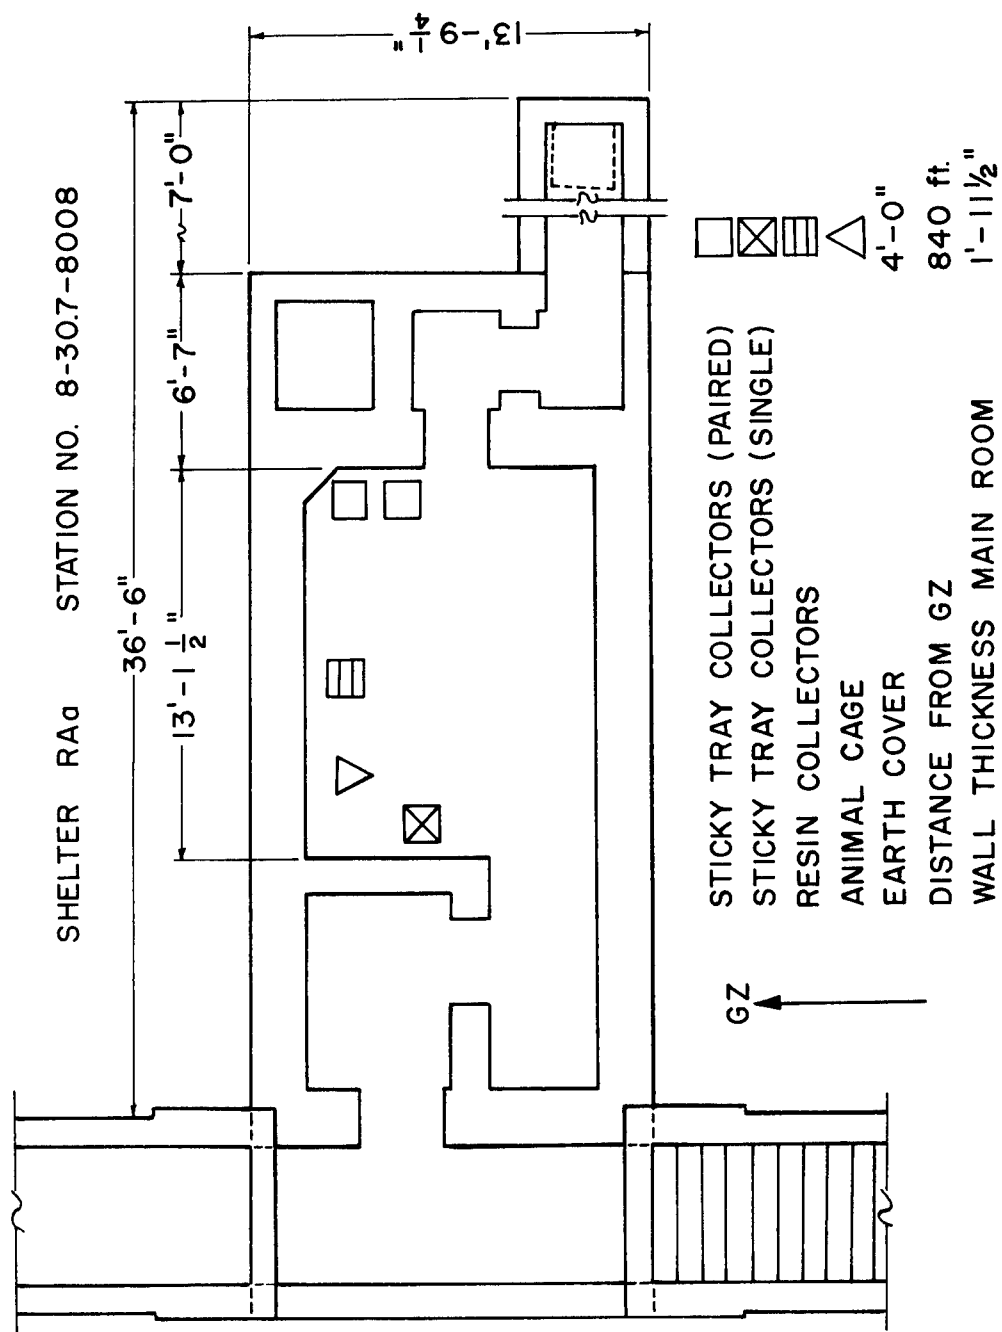 SHELTER RAa STATION NO. 8-30.7-8008
36'-6"
13'-1 1/2" 6'-7" ~7'-0"
13'-9 1/4"
GZ
STICKY TRAY COLLECTORS (PAIRED)
STICKY TRAY COLLECTORS (SINGLE)
RESIN COLLECTORS
ANIMAL CAGE
EARTH COVER 4'-0"
DISTANCE FROM GZ 840 ft.
WALL THICKNESS MAIN ROOM 1'-11 1/2"